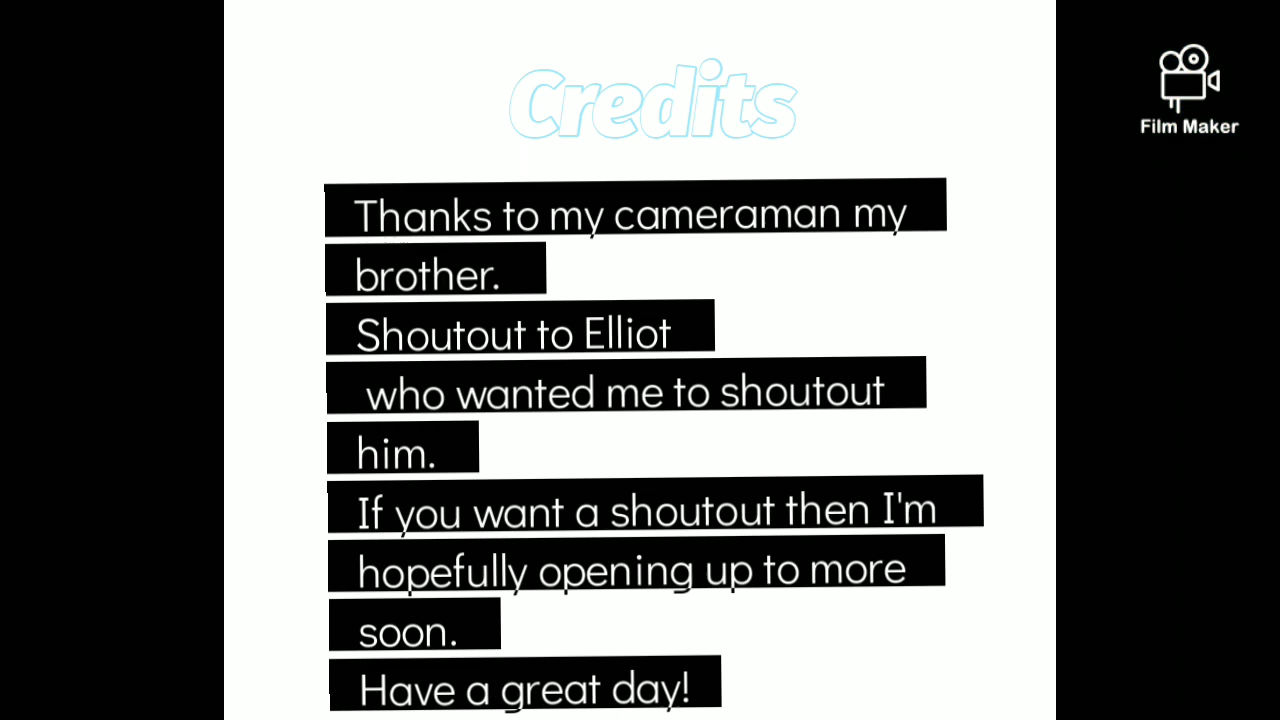 Credits
Film Maker
Thanks to my cameraman my
brother.
Shoutout to Elliot
who wanted me to shoutout
him.
If you want a shoutout then I'm
hopefully opening up to more
soon.
Have a great day!